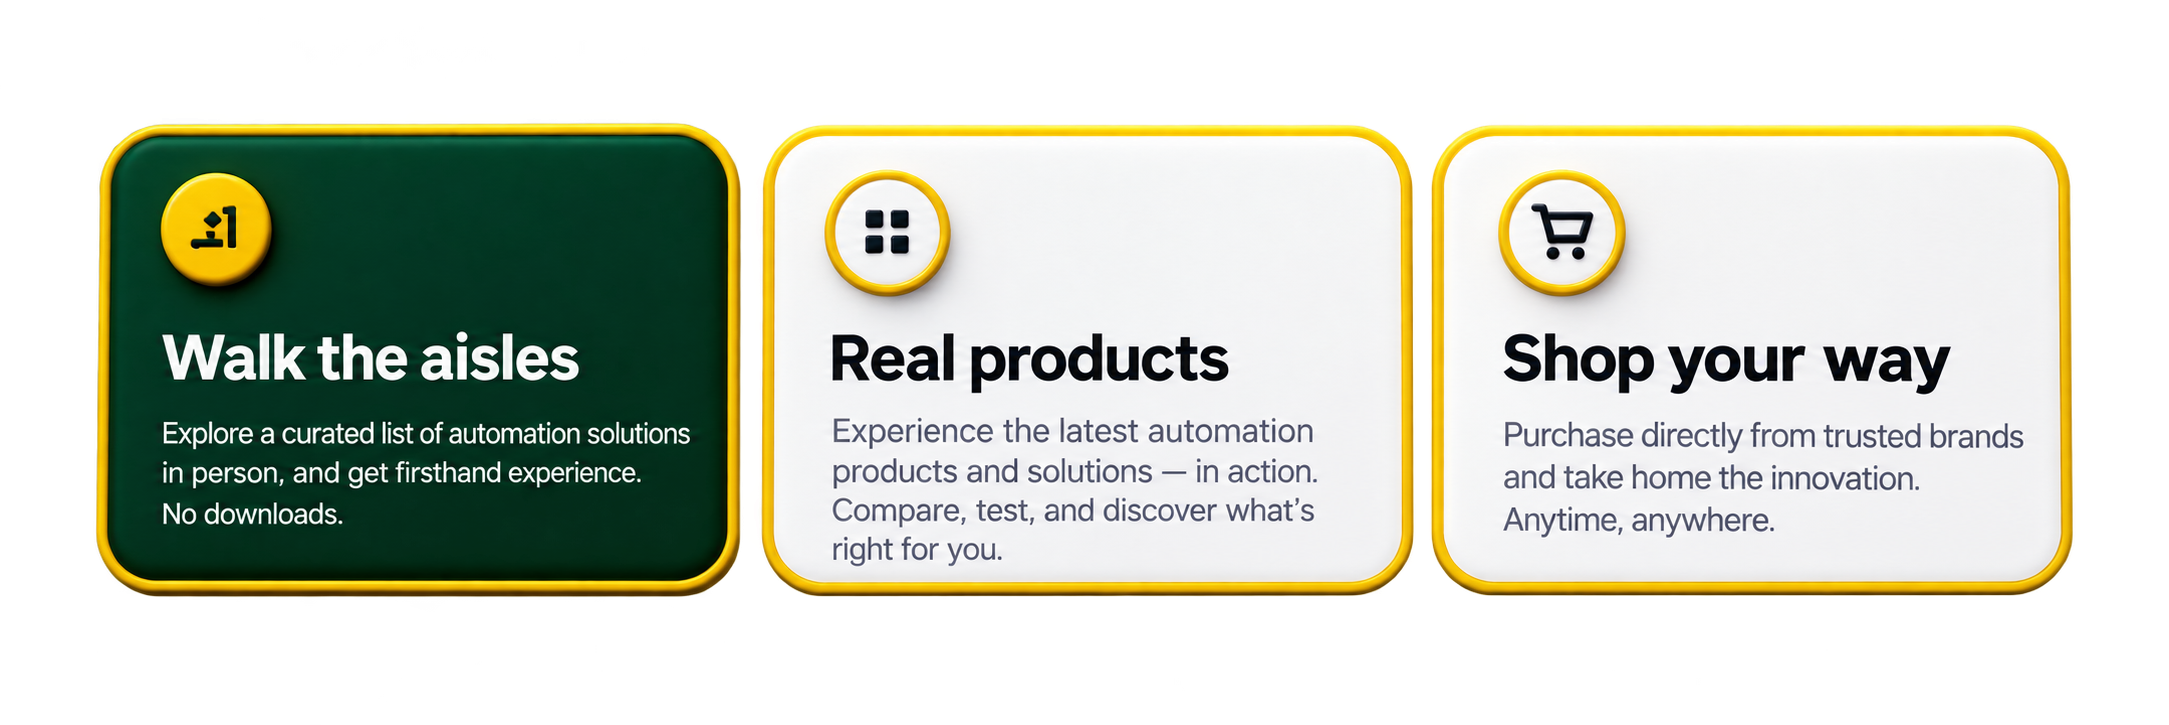 Walk the aisles
Explore a curated list of automation solutions
in person, and get firsthand experience.
No downloads.
Real products
Experience the latest automation
products and solutions — in action.
Compare, test, and discover what’s
right for you.
Shop your way
Purchase directly from trusted brands
and take home the innovation.
Anytime, anywhere.